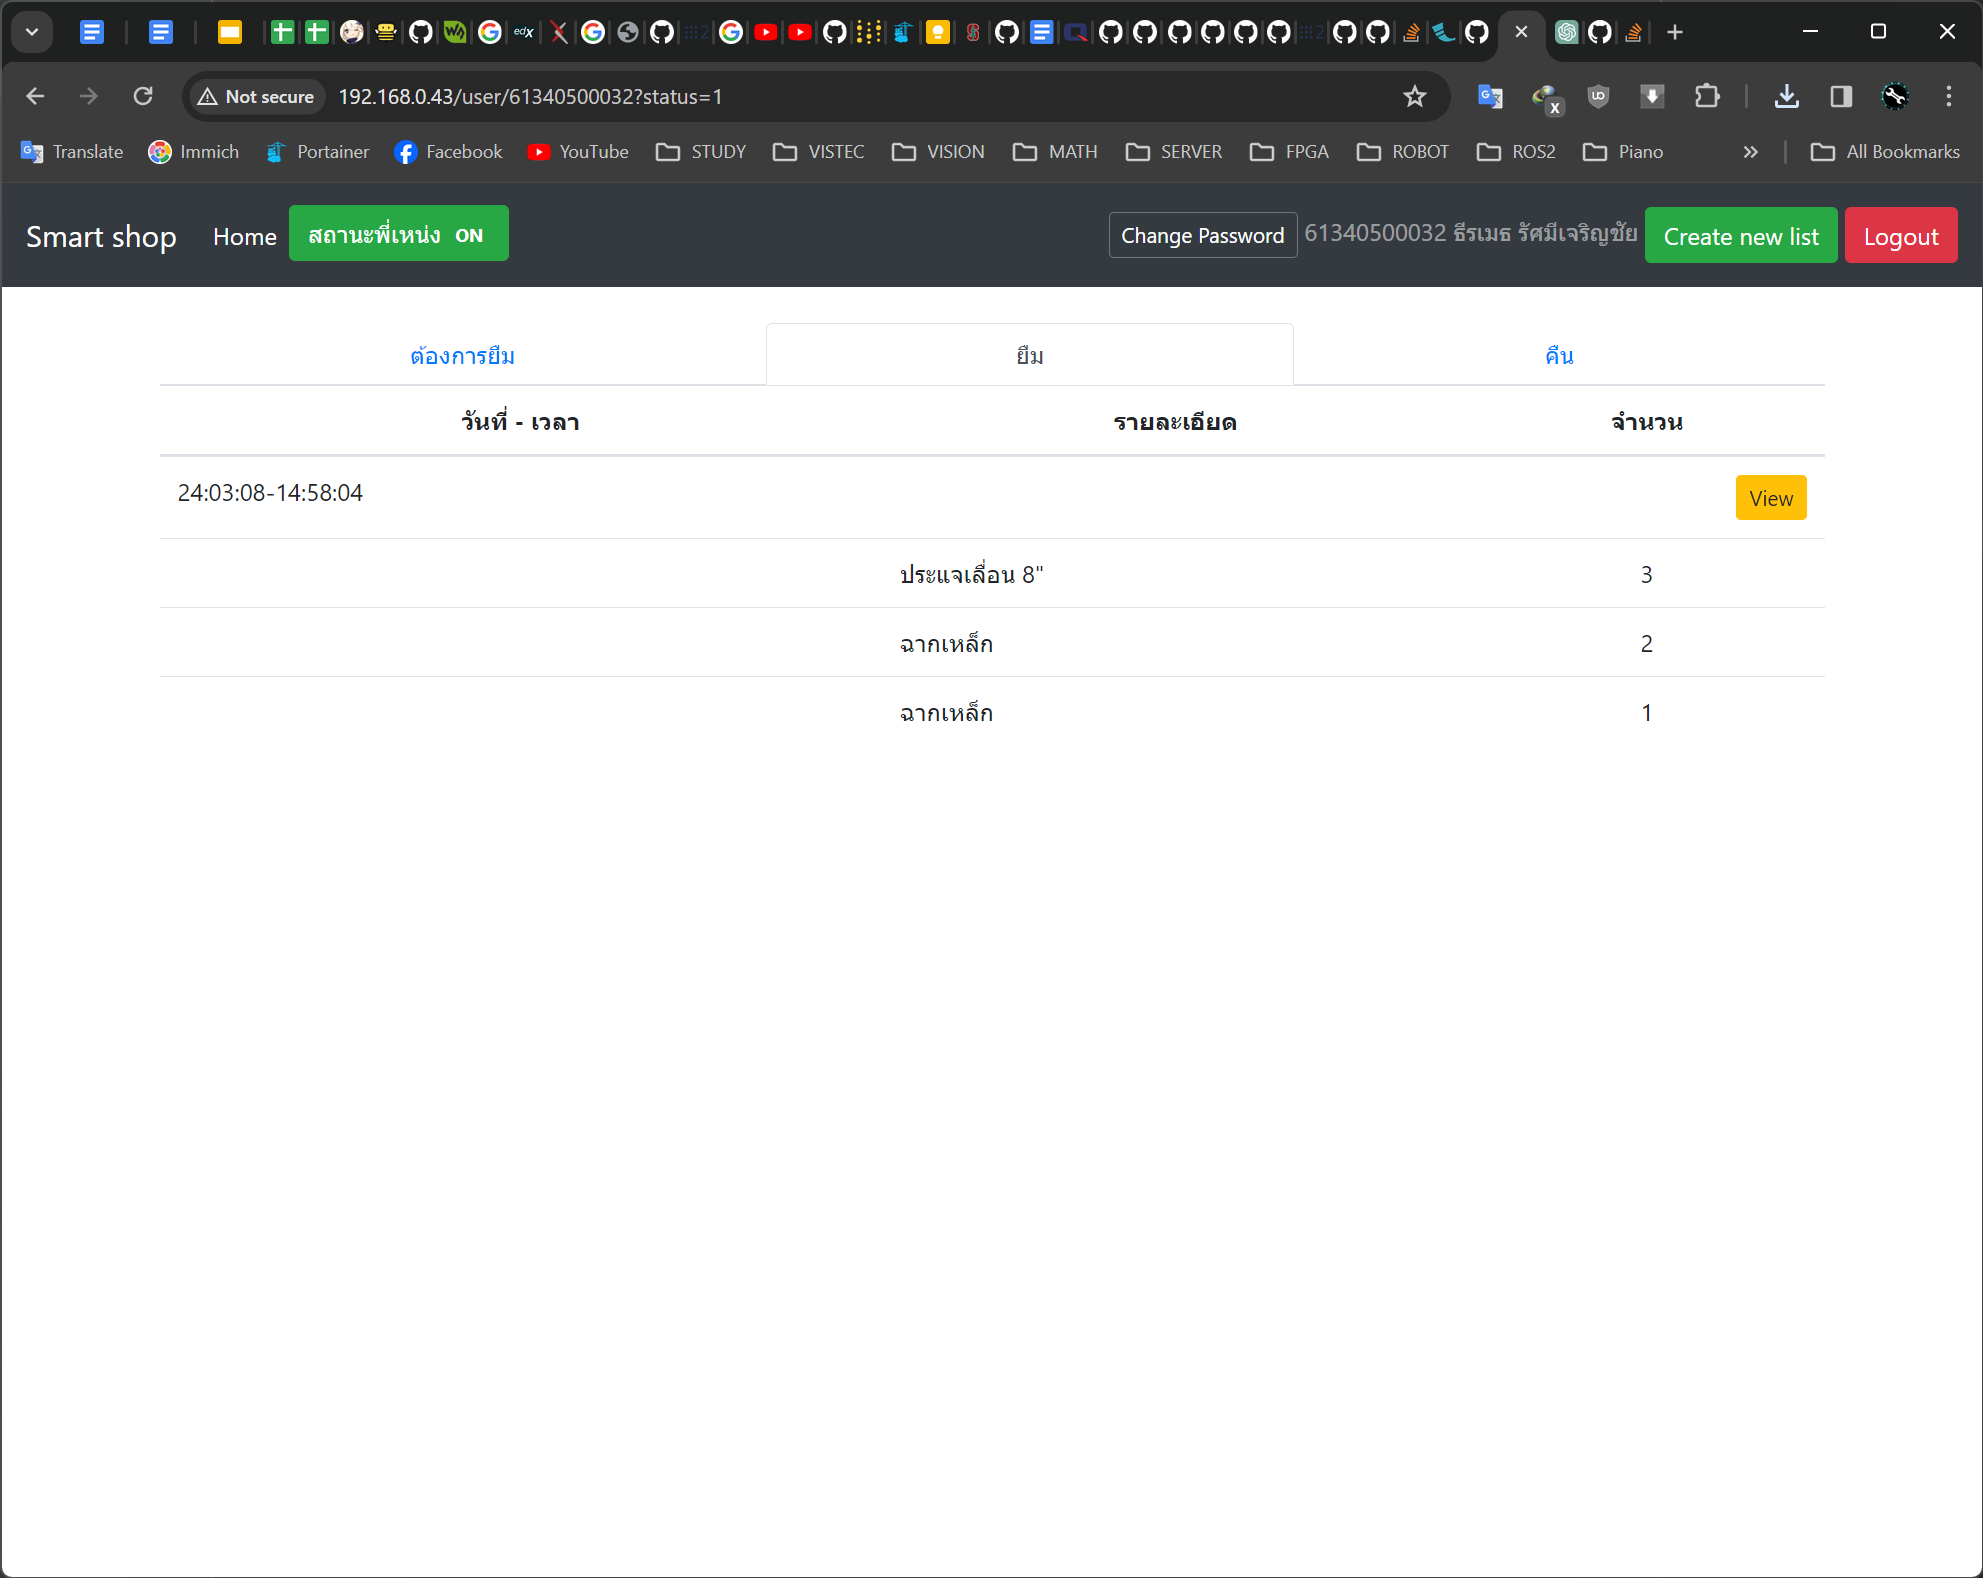 Not secure 192.168.0.43/user/61340500032?status=1
Translate Immich Portainer Facebook YouTube STUDY VISTEC VISION MATH SERVER FPGA ROBOT ROS2 Piano » All Bookmarks
Smart shop Home สถานะพี่เหน่ง ON Change Password 61340500032 ธีรเมธ รัศมีเจริญชัย Create new list Logout
ต้องการยืม ยืม คืน
วันที่ - เวลา รายละเอียด จำนวน
24:03:08-14:58:04 View
ประแจเลื่อน 8" 3
ฉากเหล็ก 2
ฉากเหล็ก 1